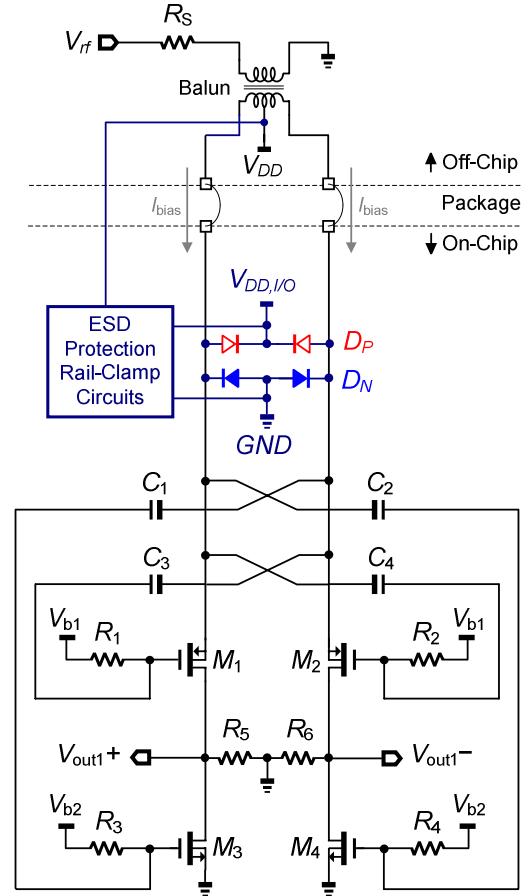 V_rf
R_S
Balun
V_DD
Off-Chip
I_bias
I_bias
Package
On-Chip
V_DD,I/O
ESD
Protection
Rail-Clamp
Circuits
D_P
D_N
GND
C_1
C_2
C_3
C_4
V_b1
R_1
M_1
M_2
R_2
V_b1
V_out1+
R_5
R_6
V_out1−
V_b2
R_3
M_3
M_4
R_4
V_b2